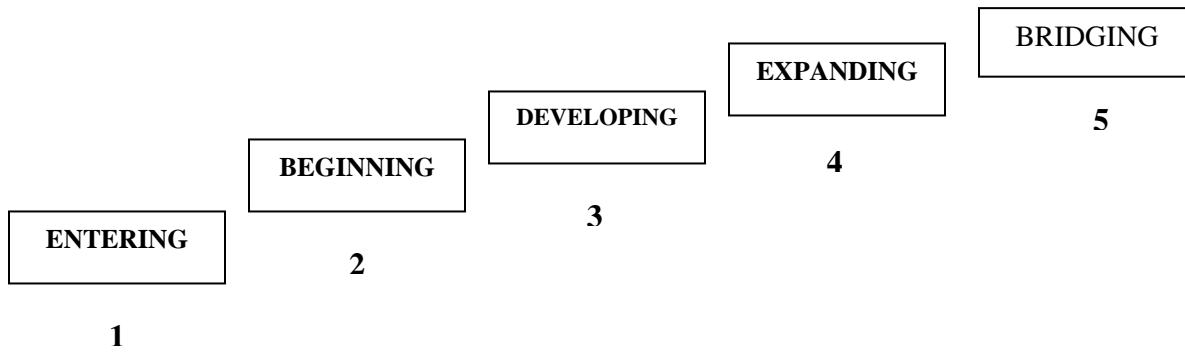 ENTERING
1
BEGINNING
2
DEVELOPING
3
EXPANDING
4
BRIDGING
5